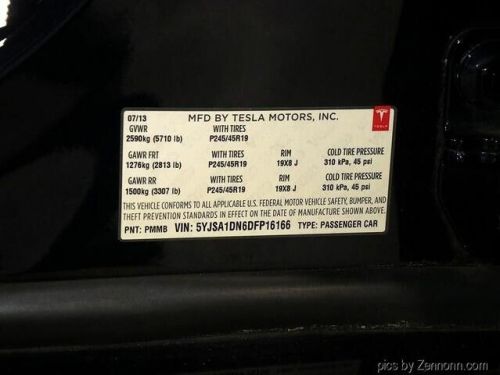 07/13 MFD BY TESLA MOTORS, INC.
GVWR WITH TIRES
2590kg (5710 lb) P245/45R19
TESLA
GAWR FRT WITH TIRES RIM COLD TIRE PRESSURE
1276kg (2813 lb) P245/45R19 19X8 J 310 kPa, 45 psi
GAWR RR WITH TIRES RIM COLD TIRE PRESSURE
1500kg (3307 lb) P245/45R19 19X8 J 310 kPa, 45 psi
THIS VEHICLE CONFORMS TO ALL APPLICABLE U.S. FEDERAL MOTOR VEHICLE SAFETY, BUMPER, AND
THEFT PREVENTION STANDARDS IN EFFECT ON THE DATE OF MANUFACTURE SHOWN ABOVE.
PNT: PMMB VIN: 5YJSA1DN6DFP16166 TYPE: PASSENGER CAR
pics by Zennonn.com